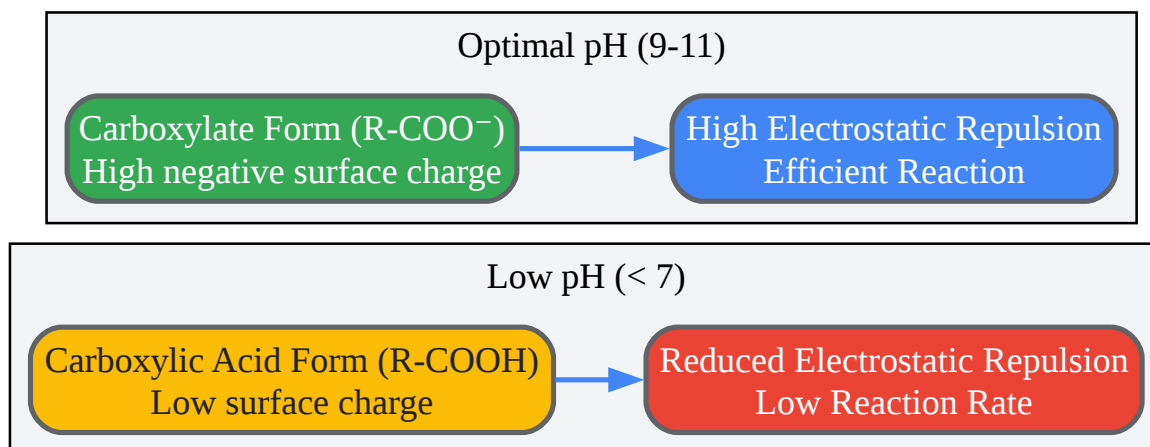 Optimal pH (9-11)
Carboxylate Form (R-COO⁻)
High negative surface charge
High Electrostatic Repulsion
Efficient Reaction
Low pH (< 7)
Carboxylic Acid Form (R-COOH)
Low surface charge
Reduced Electrostatic Repulsion
Low Reaction Rate